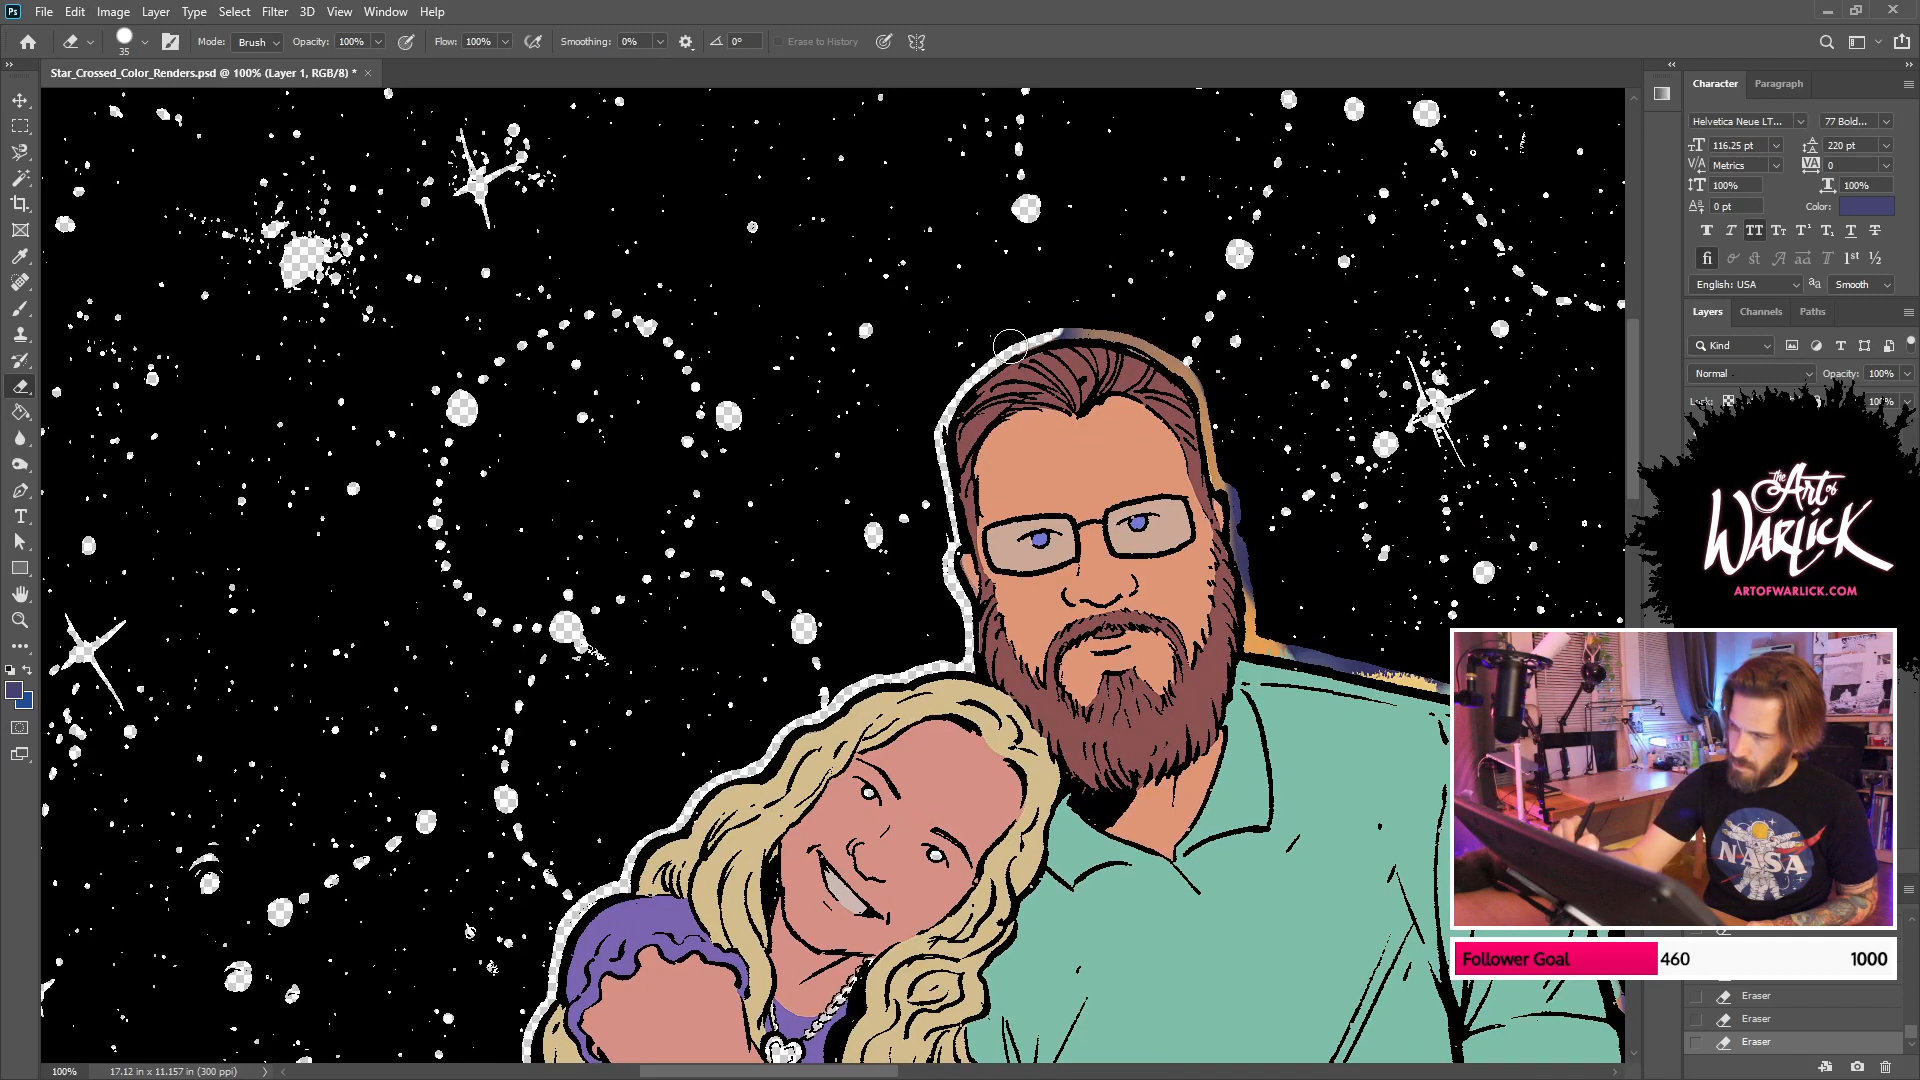 Ps File Edit Image Layer Type Select Filter 3D View Window Help
35 Mode: Brush Opacity: 100% Flow: 100% Smoothing: 0% 0° Erase to History
Star_Crossed_Color_Renders.psd @ 100% (Layer 1, RGB/8) *
Character Paragraph
Helvetica Neue LT... 77 Bold...
116.25 pt 220 pt
Metrics 0
100% 100%
0 pt Color:
English: USA aa Smooth
Layers Channels Paths
Kind
Normal Opacity: 100%
100%
the Art of
Warlick
ARTOFWARLICK.COM
NASA
Follower Goal 460 1000
Eraser
Eraser
Eraser
100% 17.12 in x 11.157 in (300 ppi)